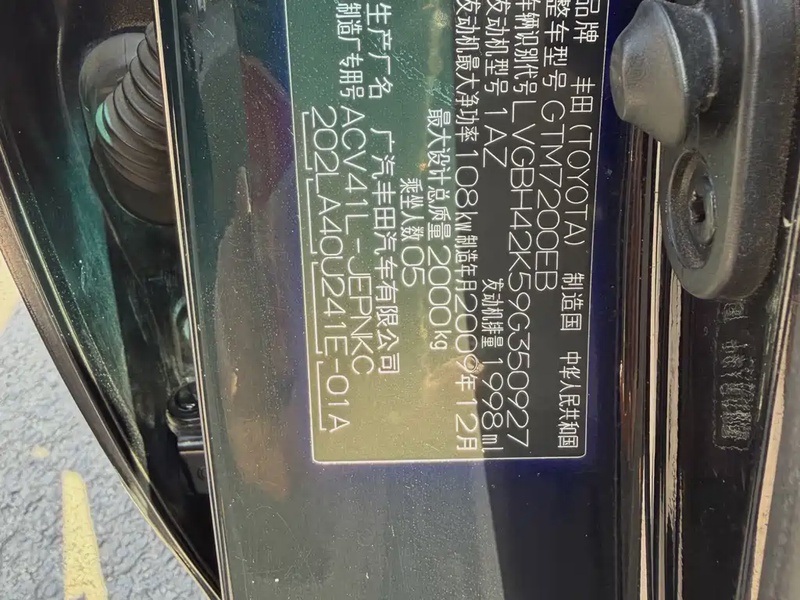 品牌 丰田(TOYOTA) 制造国 中华人民共和国
整车型号 GTM7200EB
车辆识别代号 LVGBH42K59G350927
发动机型号 1AZ 发动机排量 1998ml
发动机最大净功率 108kw 制造年月 2009年12月
最大设计总质量 2000kg
乘坐人数 05
生产厂名 广汽丰田汽车有限公司
制造厂专用号 ACV41L-JEPNKC
202LA40U241E-01A